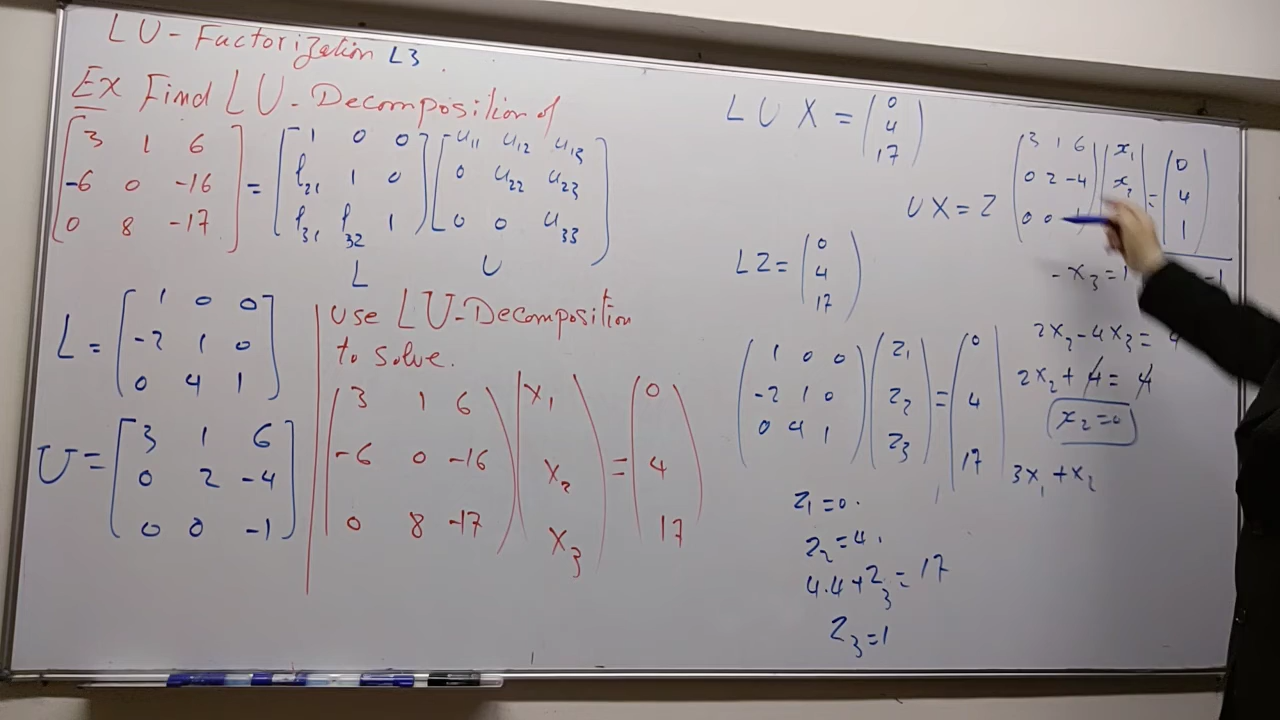 LU-Factorization L3
Ex Find LU-Decomposition of
3 1 6
-6 0 -16
0 8 -17
=
1 0 0
l21 1 0
l31 l32 1
L
u11 u12 u13
0 u22 u23
0 0 u33
U
L =
1 0 0
-2 1 0
0 4 1
U =
3 1 6
0 2 -4
0 0 -1
Use LU-Decomposition
to solve.
3 1 6
-6 0 -16
0 8 -17
x1
x2
x3
=
0
4
17
LUX =
0
4
17
LZ =
0
4
17
1 0 0
-2 1 0
0 4 1
z1
z2
z3
=
0
4
17
z1=0.
z2=4.
4.4+z3=17
z3=1
UX=Z
3 1 6
0 2 -4
0 0
x1
x2
=
0
4
1
-x3=1
-1
2x2-4x3=4
2x2+4=4
x2=0
3x1+x2